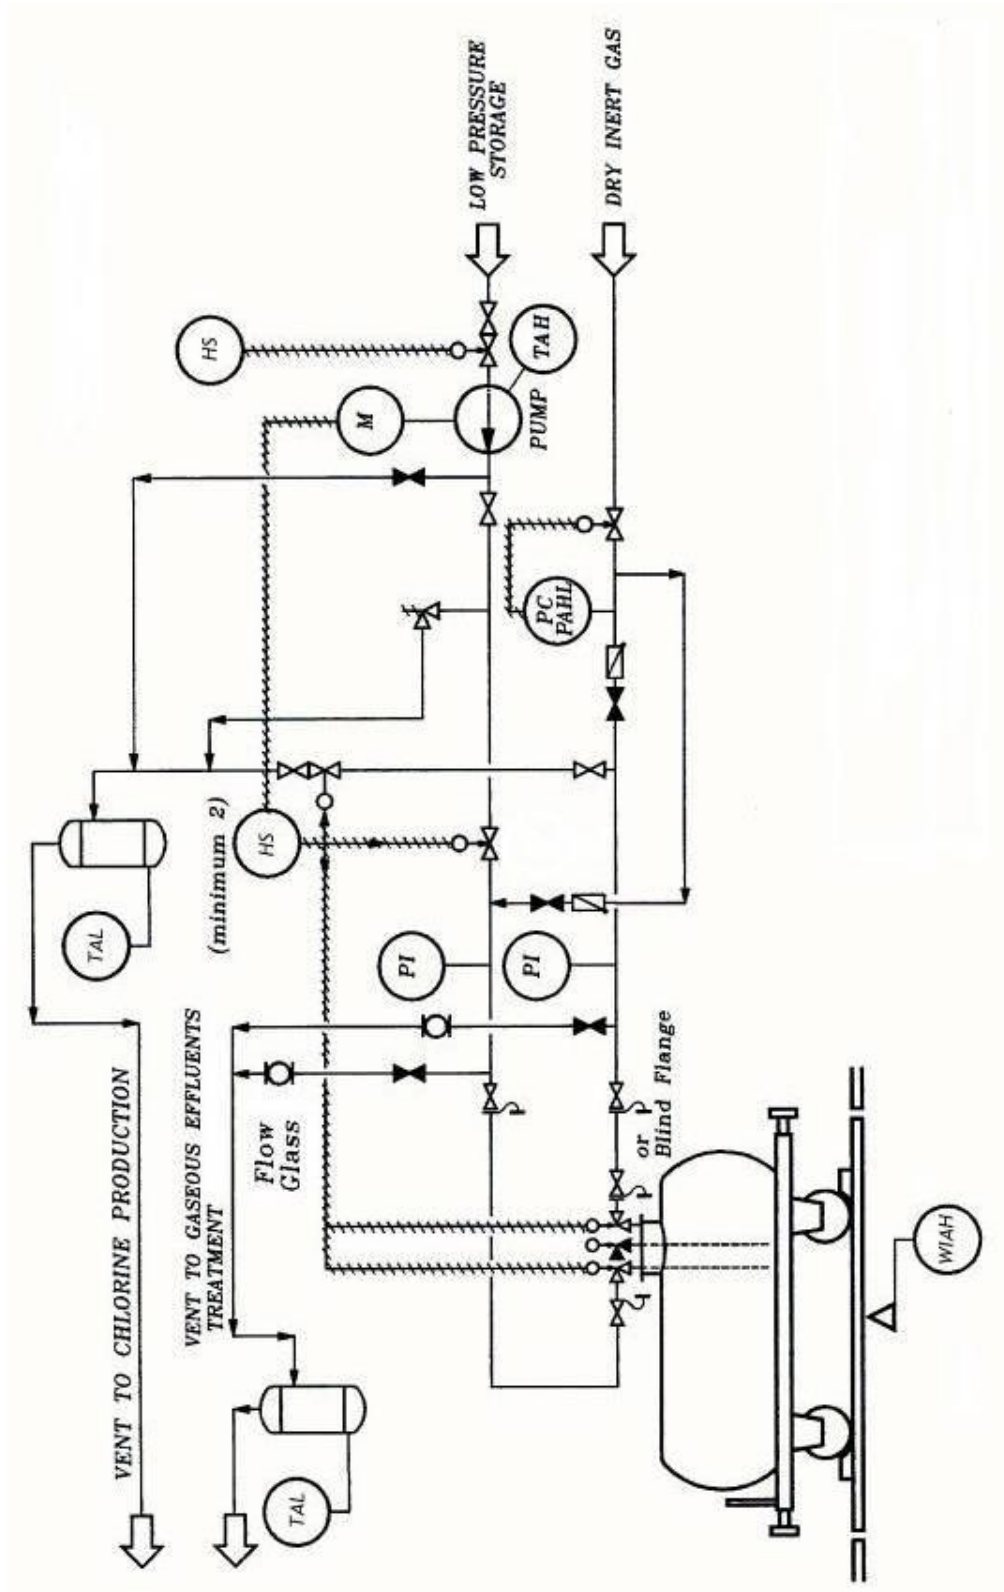 LOW PRESSURE
STORAGE
DRY INERT GAS
HS
TAH
M
PUMP
PC
PAHL
(minimum 2)
HS
TAL
PI
PI
VENT TO CHLORINE PRODUCTION
VENT TO GASEOUS EFFLUENTS
TREATMENT
Flow
Glass
or
Blind Flange
WIAH
TAL